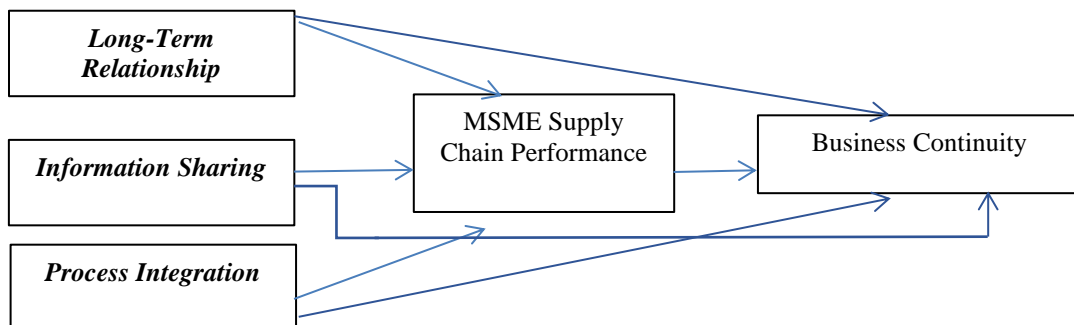 Long-Term
Relationship
MSME Supply
Chain Performance
Business Continuity
Information Sharing
Process Integration